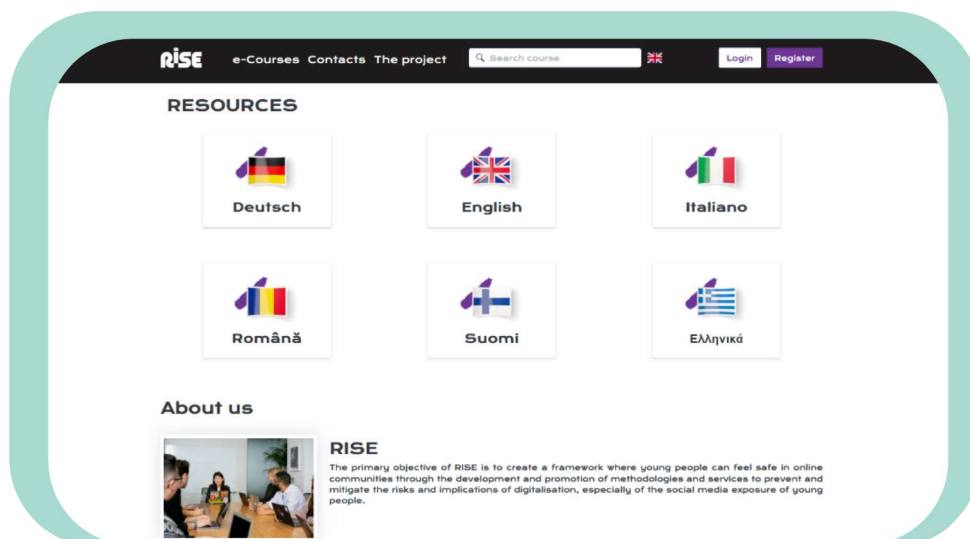 RISE
e-Courses Contacts The project
Search course
Login
Register
RESOURCES
Deutsch
English
Italiano
Română
Suomi
Ελληνικά
About us
RISE
The primary objective of RISE is to create a framework where young people can feel safe in online
communities through the development and promotion of methodologies and services to prevent and
mitigate the risks and implications of digitalisation, especially of the social media exposure of young
people.